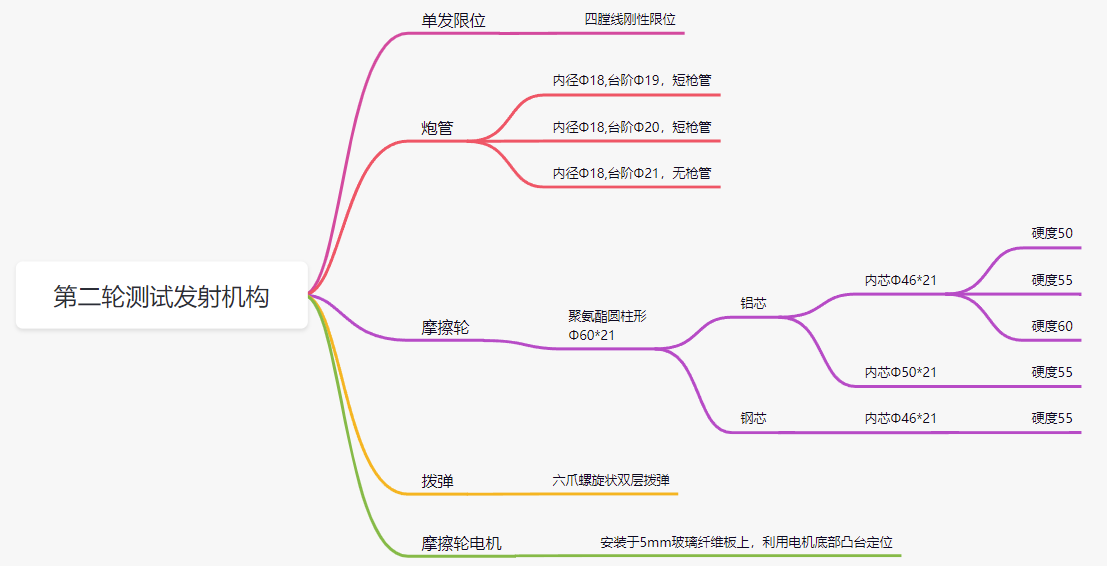 第二轮测试发射机构
单发限位
四膛线刚性限位
炮管
内径Φ18,台阶Φ19，短枪管
内径Φ18,台阶Φ20，短枪管
内径Φ18,台阶Φ21，无枪管
摩擦轮
聚氨酯圆柱形
Φ60*21
铝芯
内芯Φ46*21
硬度50
硬度55
硬度60
内芯Φ50*21
硬度55
钢芯
内芯Φ46*21
硬度55
拨弹
六爪螺旋状双层拨弹
摩擦轮电机
安装于5mm玻璃纤维板上，利用电机底部凸台定位